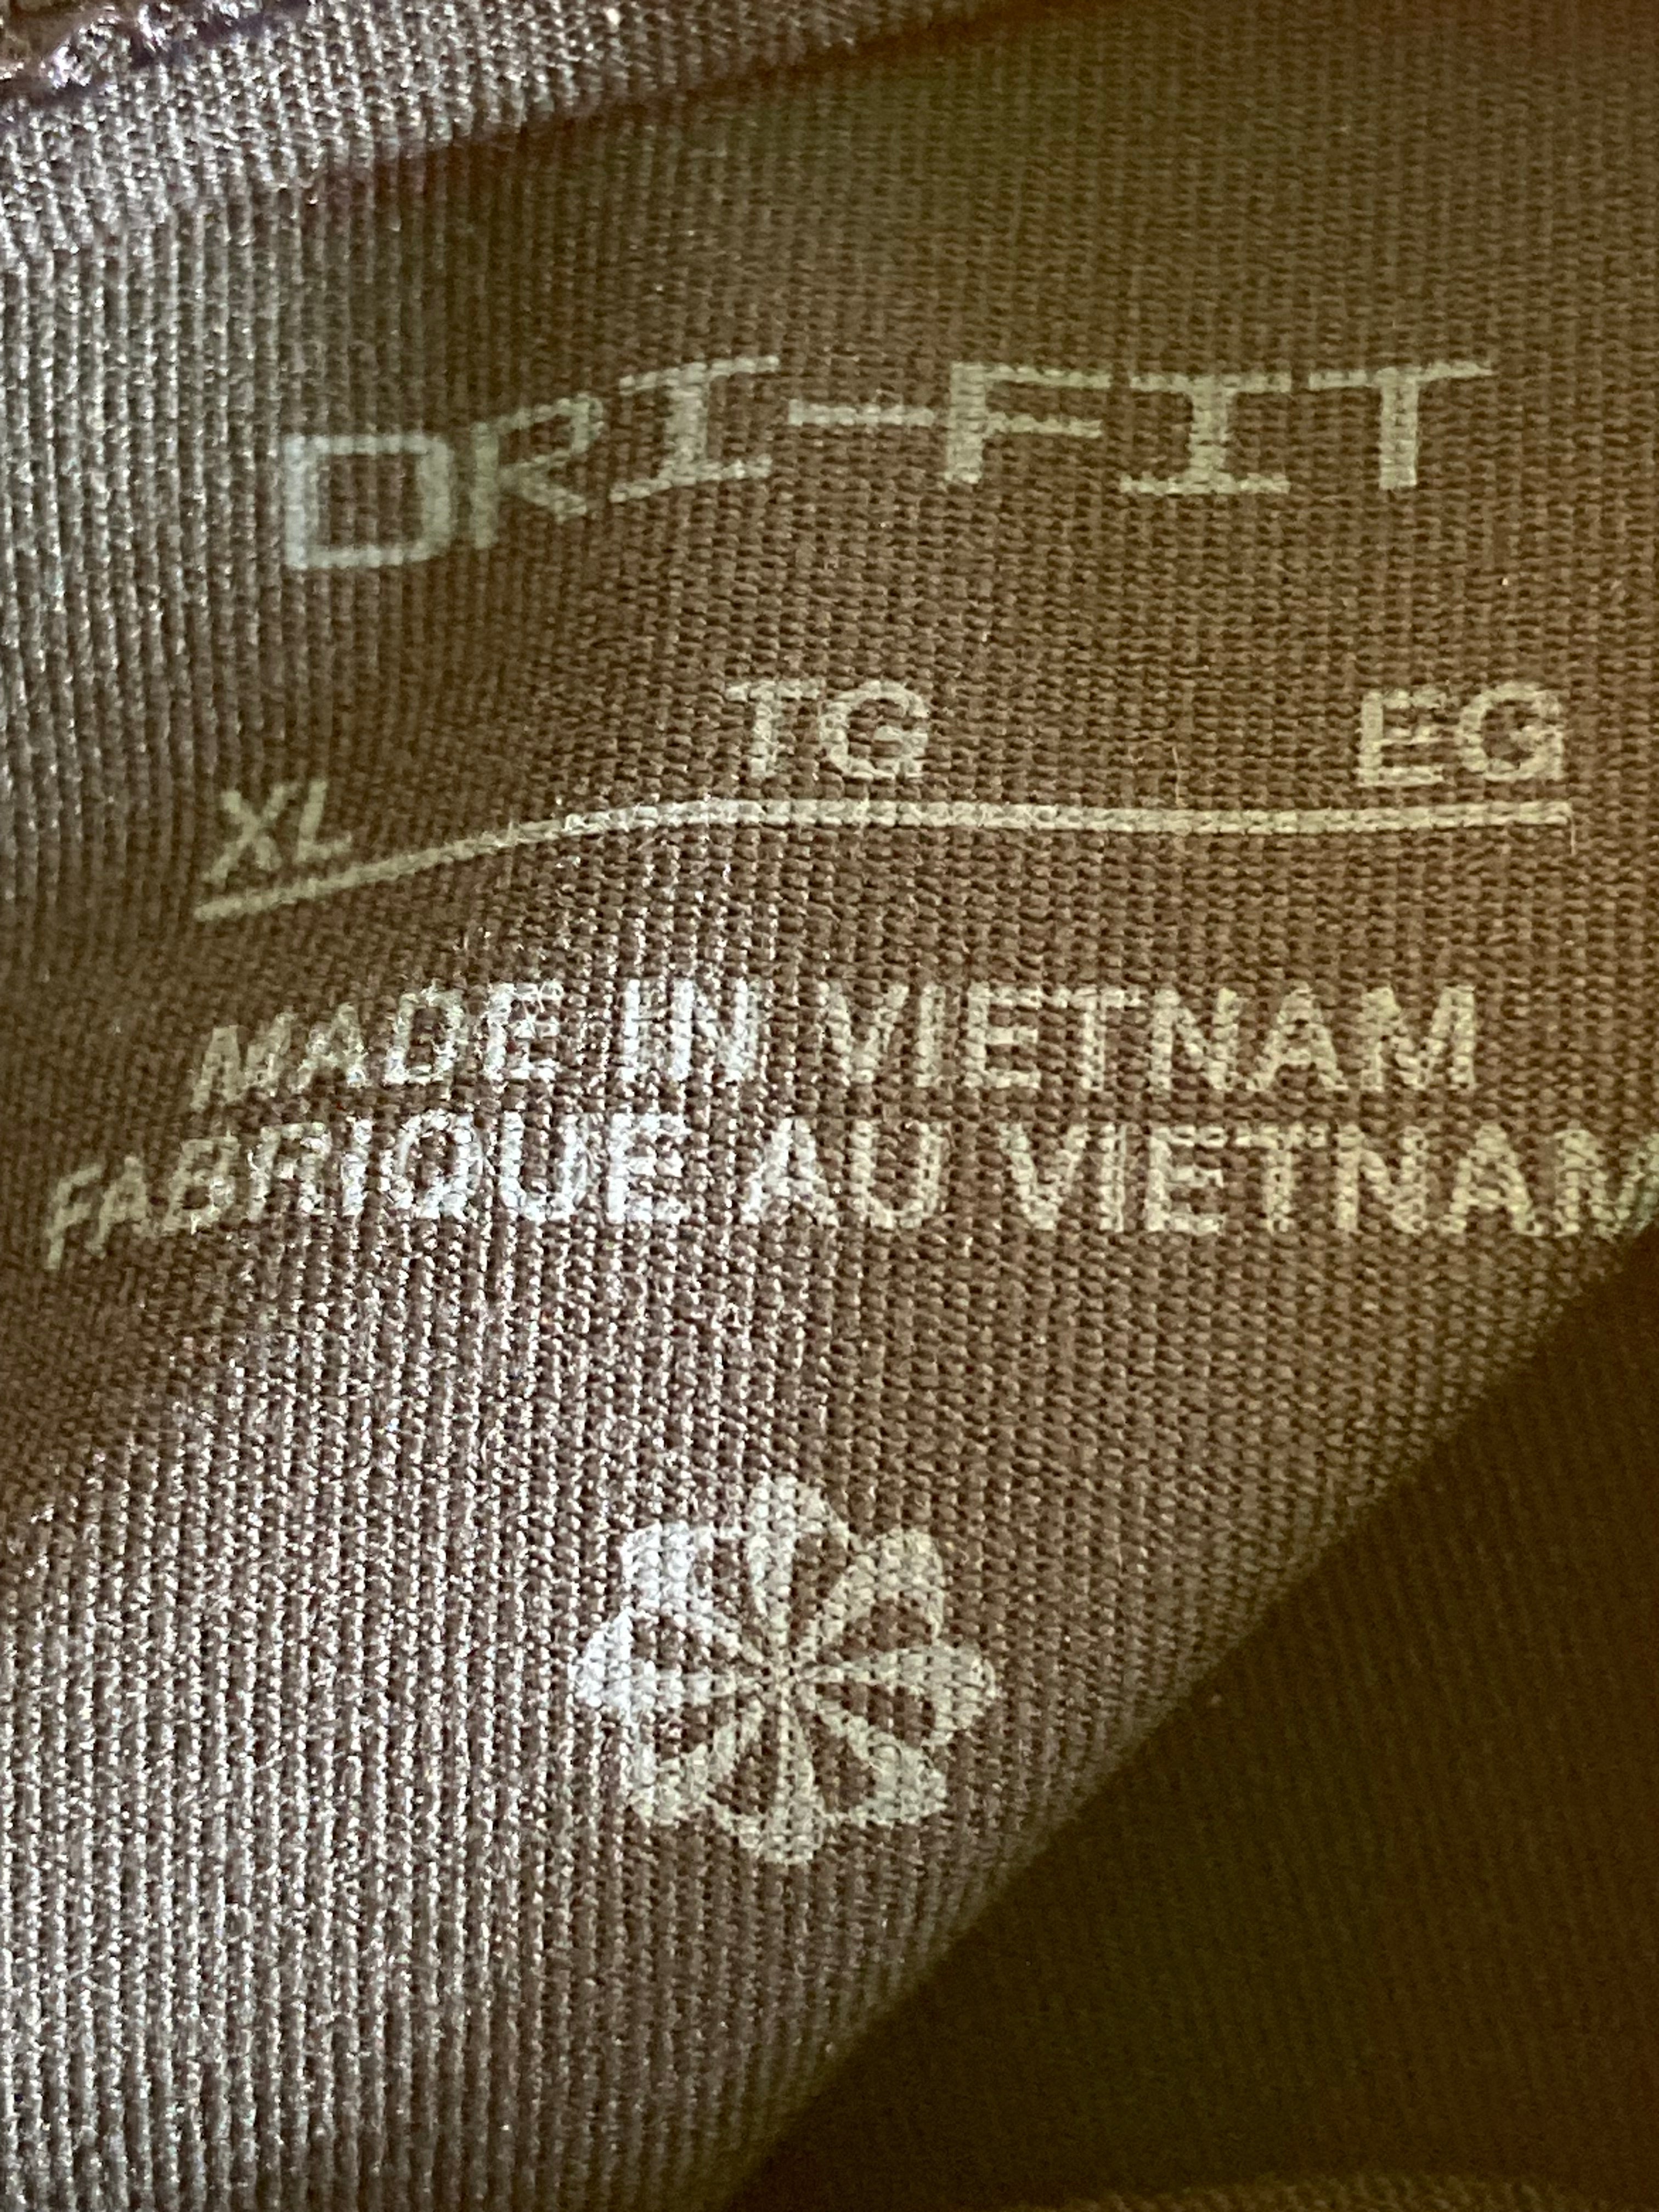 DRI-FIT
XL TG EG
MADE IN VIETNAM
FABRIQUE AU VIETNAM